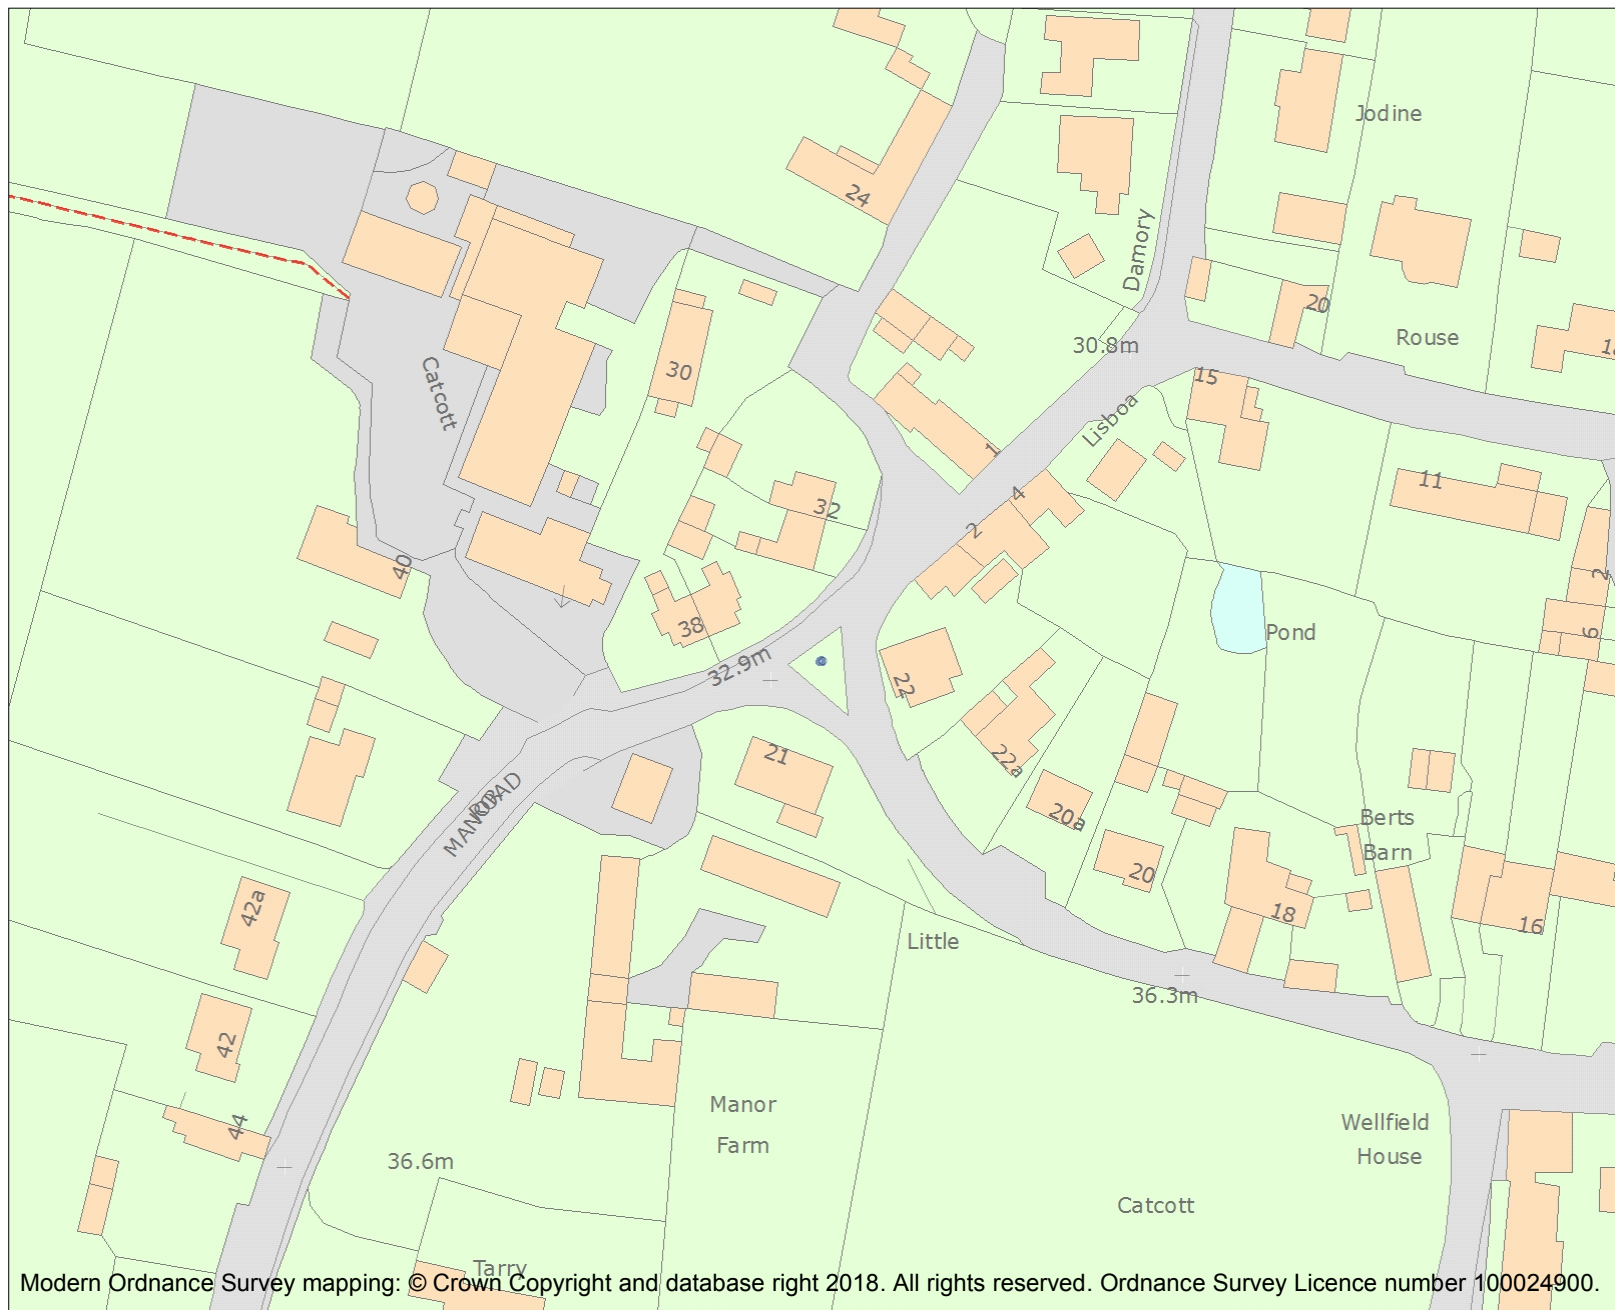 Jodine
24
Damory
20
30.8m
Rouse
30
15
Catcott
Lisboa
1
11
4
32
2
40
2
38
Pond
6
32.9m
22
21
22a
MANOR ROAD
20a
Berts
Barn
20
42a
18
16
Little
36.3m
42
Manor
Farm
44
Wellfield
House
36.6m
Catcott
Tarry
Modern Ordnance Survey mapping: © Crown Copyright and database right 2018. All rights reserved. Ordnance Survey Licence number 100024900.